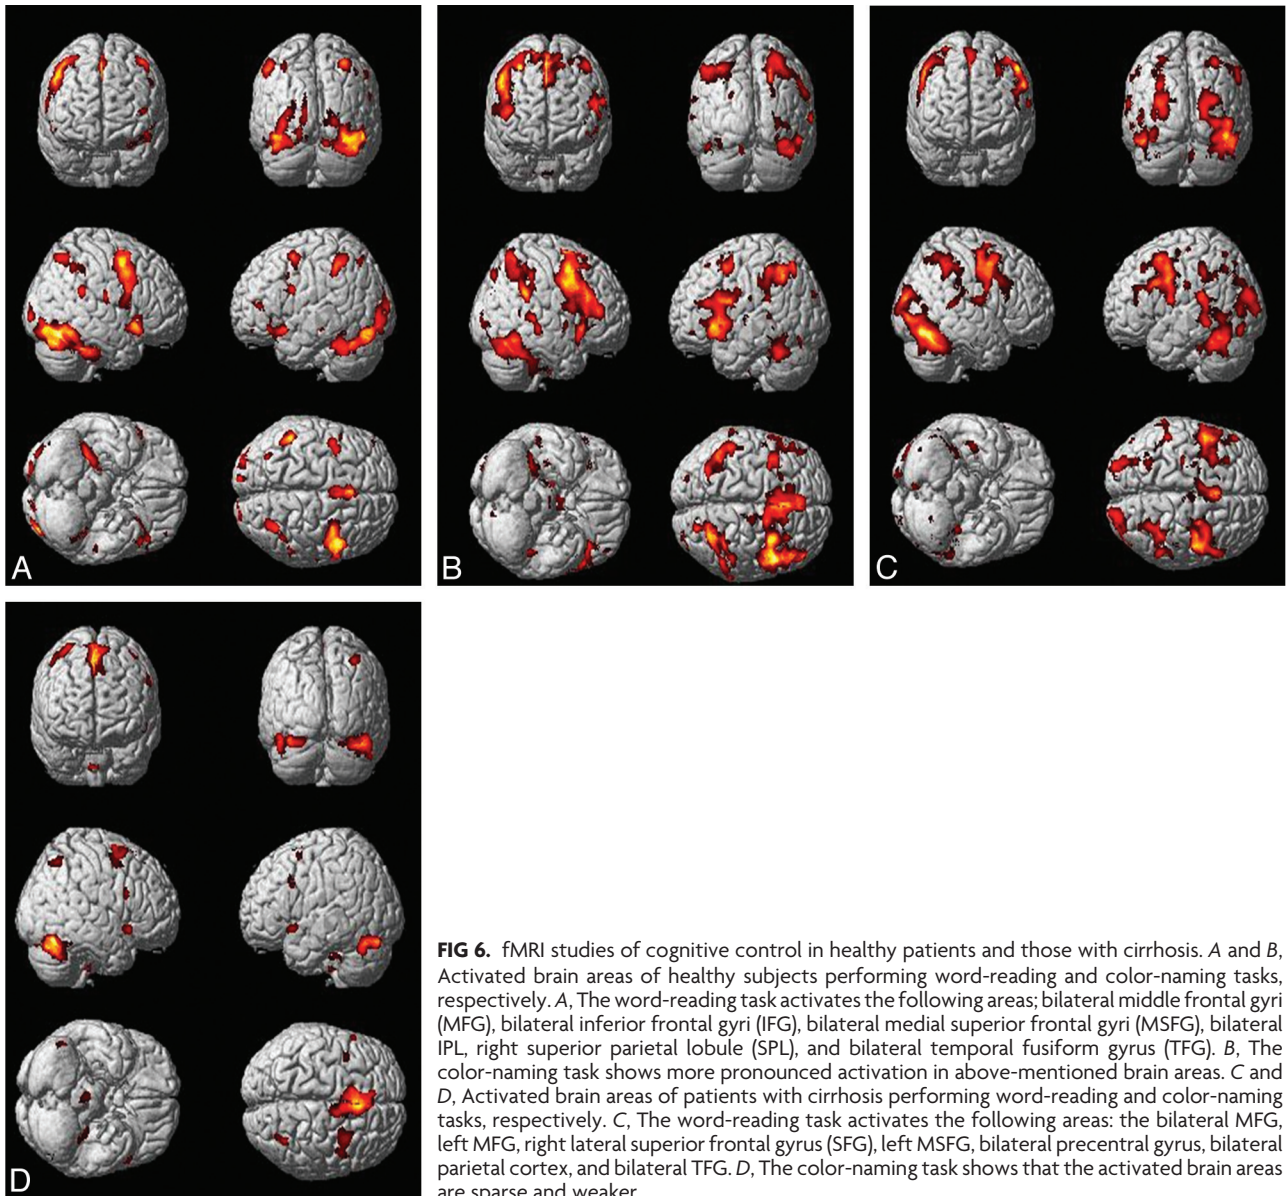 A
B
C
D
FIG 6. fMRI studies of cognitive control in healthy patients and those with cirrhosis. A and B,
Activated brain areas of healthy subjects performing word-reading and color-naming tasks,
respectively. A, The word-reading task activates the following areas; bilateral middle frontal gyri
(MFG), bilateral inferior frontal gyri (IFG), bilateral medial superior frontal gyri (MSFG), bilateral
IPL, right superior parietal lobule (SPL), and bilateral temporal fusiform gyrus (TFG). B, The
color-naming task shows more pronounced activation in above-mentioned brain areas. C and
D, Activated brain areas of patients with cirrhosis performing word-reading and color-naming
tasks, respectively. C, The word-reading task activates the following areas: the bilateral MFG,
left MFG, right lateral superior frontal gyrus (SFG), left MSFG, bilateral precentral gyrus, bilateral
parietal cortex, and bilateral TFG. D, The color-naming task shows that the activated brain areas
are sparse and weaker.